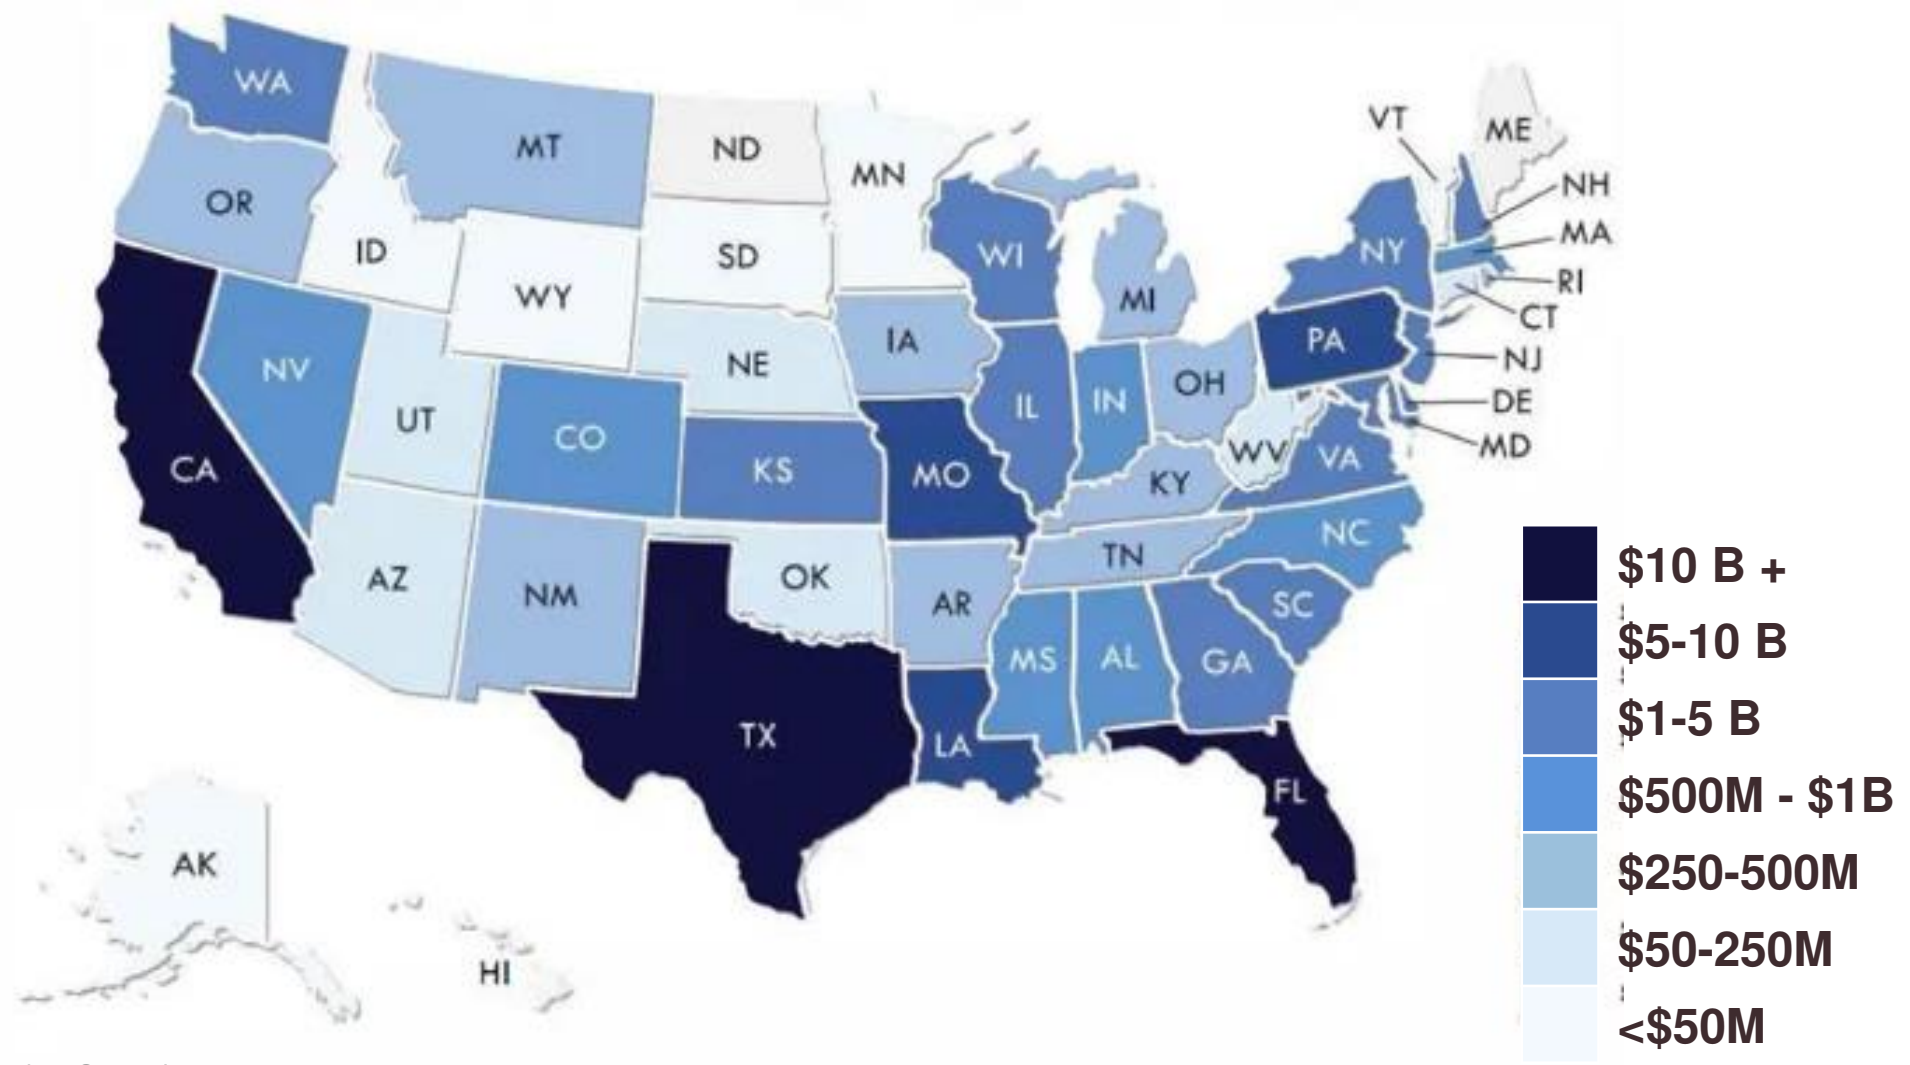 WA
VT
ME
MT
ND
MN
NH
OR
MA
ID
SD
WI
NY
RI
WY
MI
CT
NV
NE
IA
PA
NJ
UT
CO
IL
IN
OH
DE
CA
KS
MO
KY
WV
VA
MD
NC
AZ
NM
OK
AR
TN
SC
$10 B +
MS
AL
GA
$5-10 B
TX
LA
FL
$1-5 B
$500M - $1B
AK
HI
$250-500M
$50-250M
<$50M